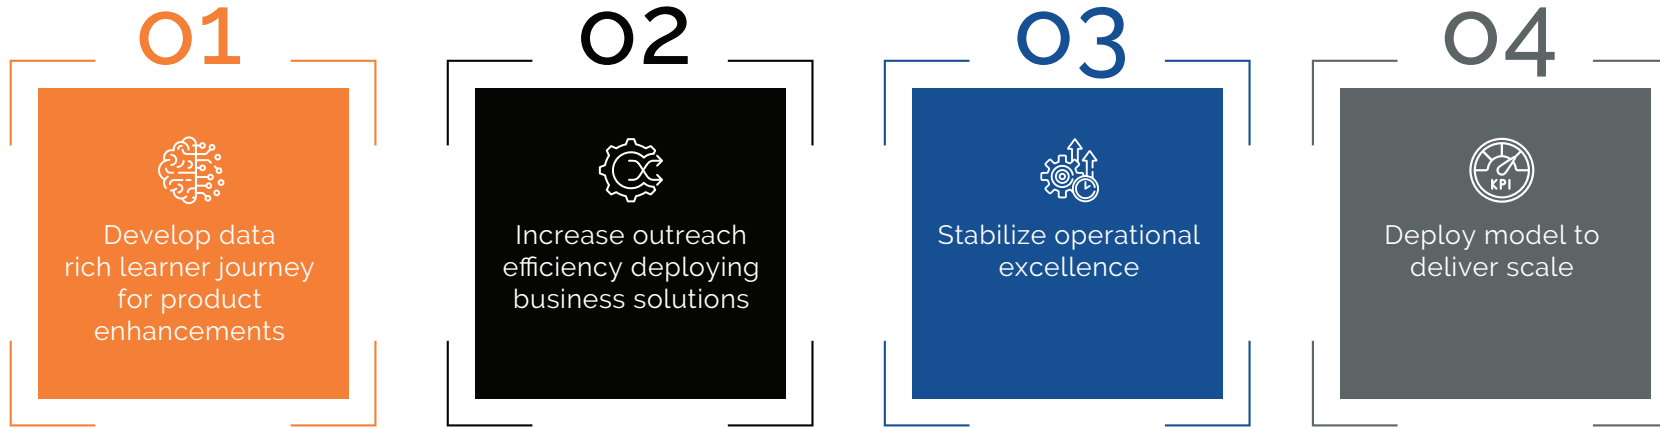 01
Develop data
rich learner journey
for product
enhancements
02
Increase outreach
efficiency deploying
business solutions
03
Stabilize operational
excellence
04
KPI
Deploy model to
deliver scale